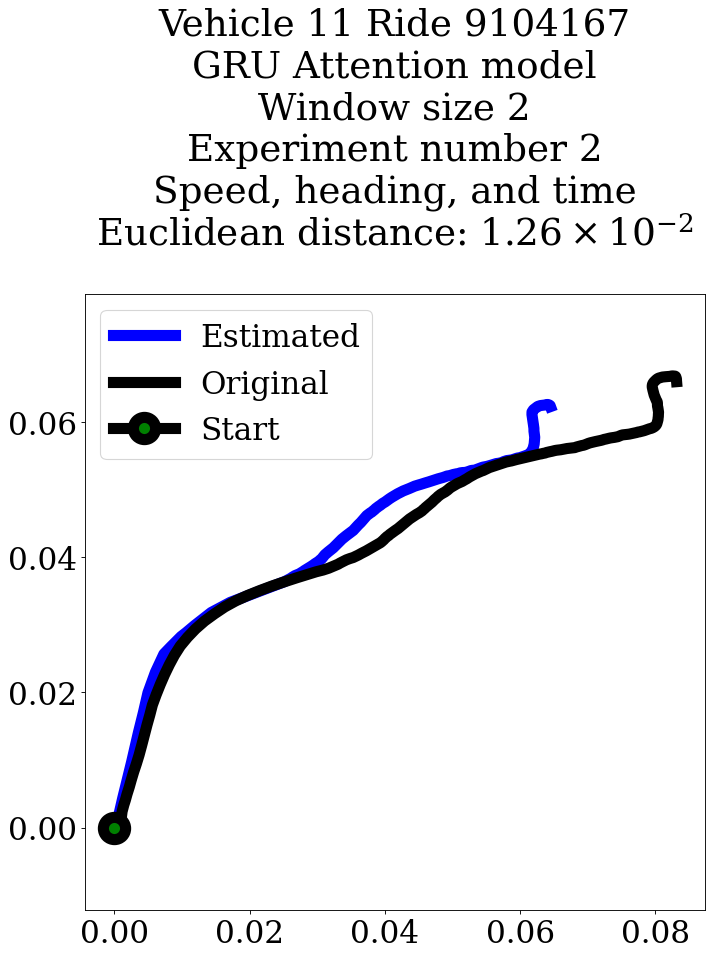 Vehicle 11 Ride 9104167
GRU Attention model
Window size 2
Experiment number 2
Speed, heading, and time
Euclidean distance: 1.26 × 10⁻²
Estimated
Original
Start
0.06
0.04
0.02
0.00
0.00 0.02 0.04 0.06 0.08